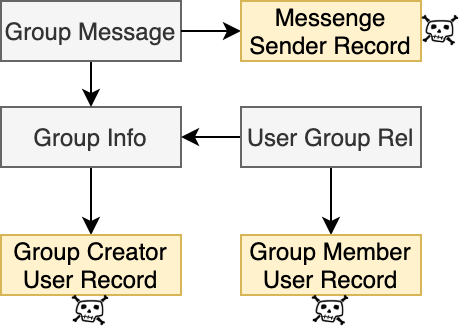 Group Message
Messenge
Sender Record
Group Info
User Group Rel
Group Creator
User Record
Group Member
User Record